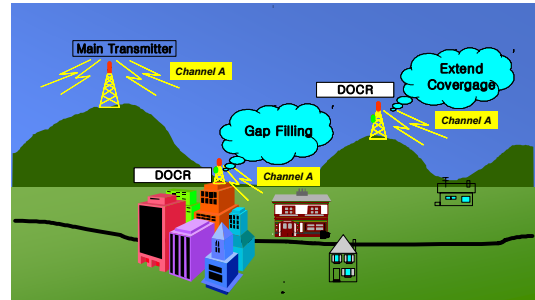 Main Transmitter
Channel A
Extend
Covergage
DOCR
Channel A
Gap Filling
DOCR
Channel A